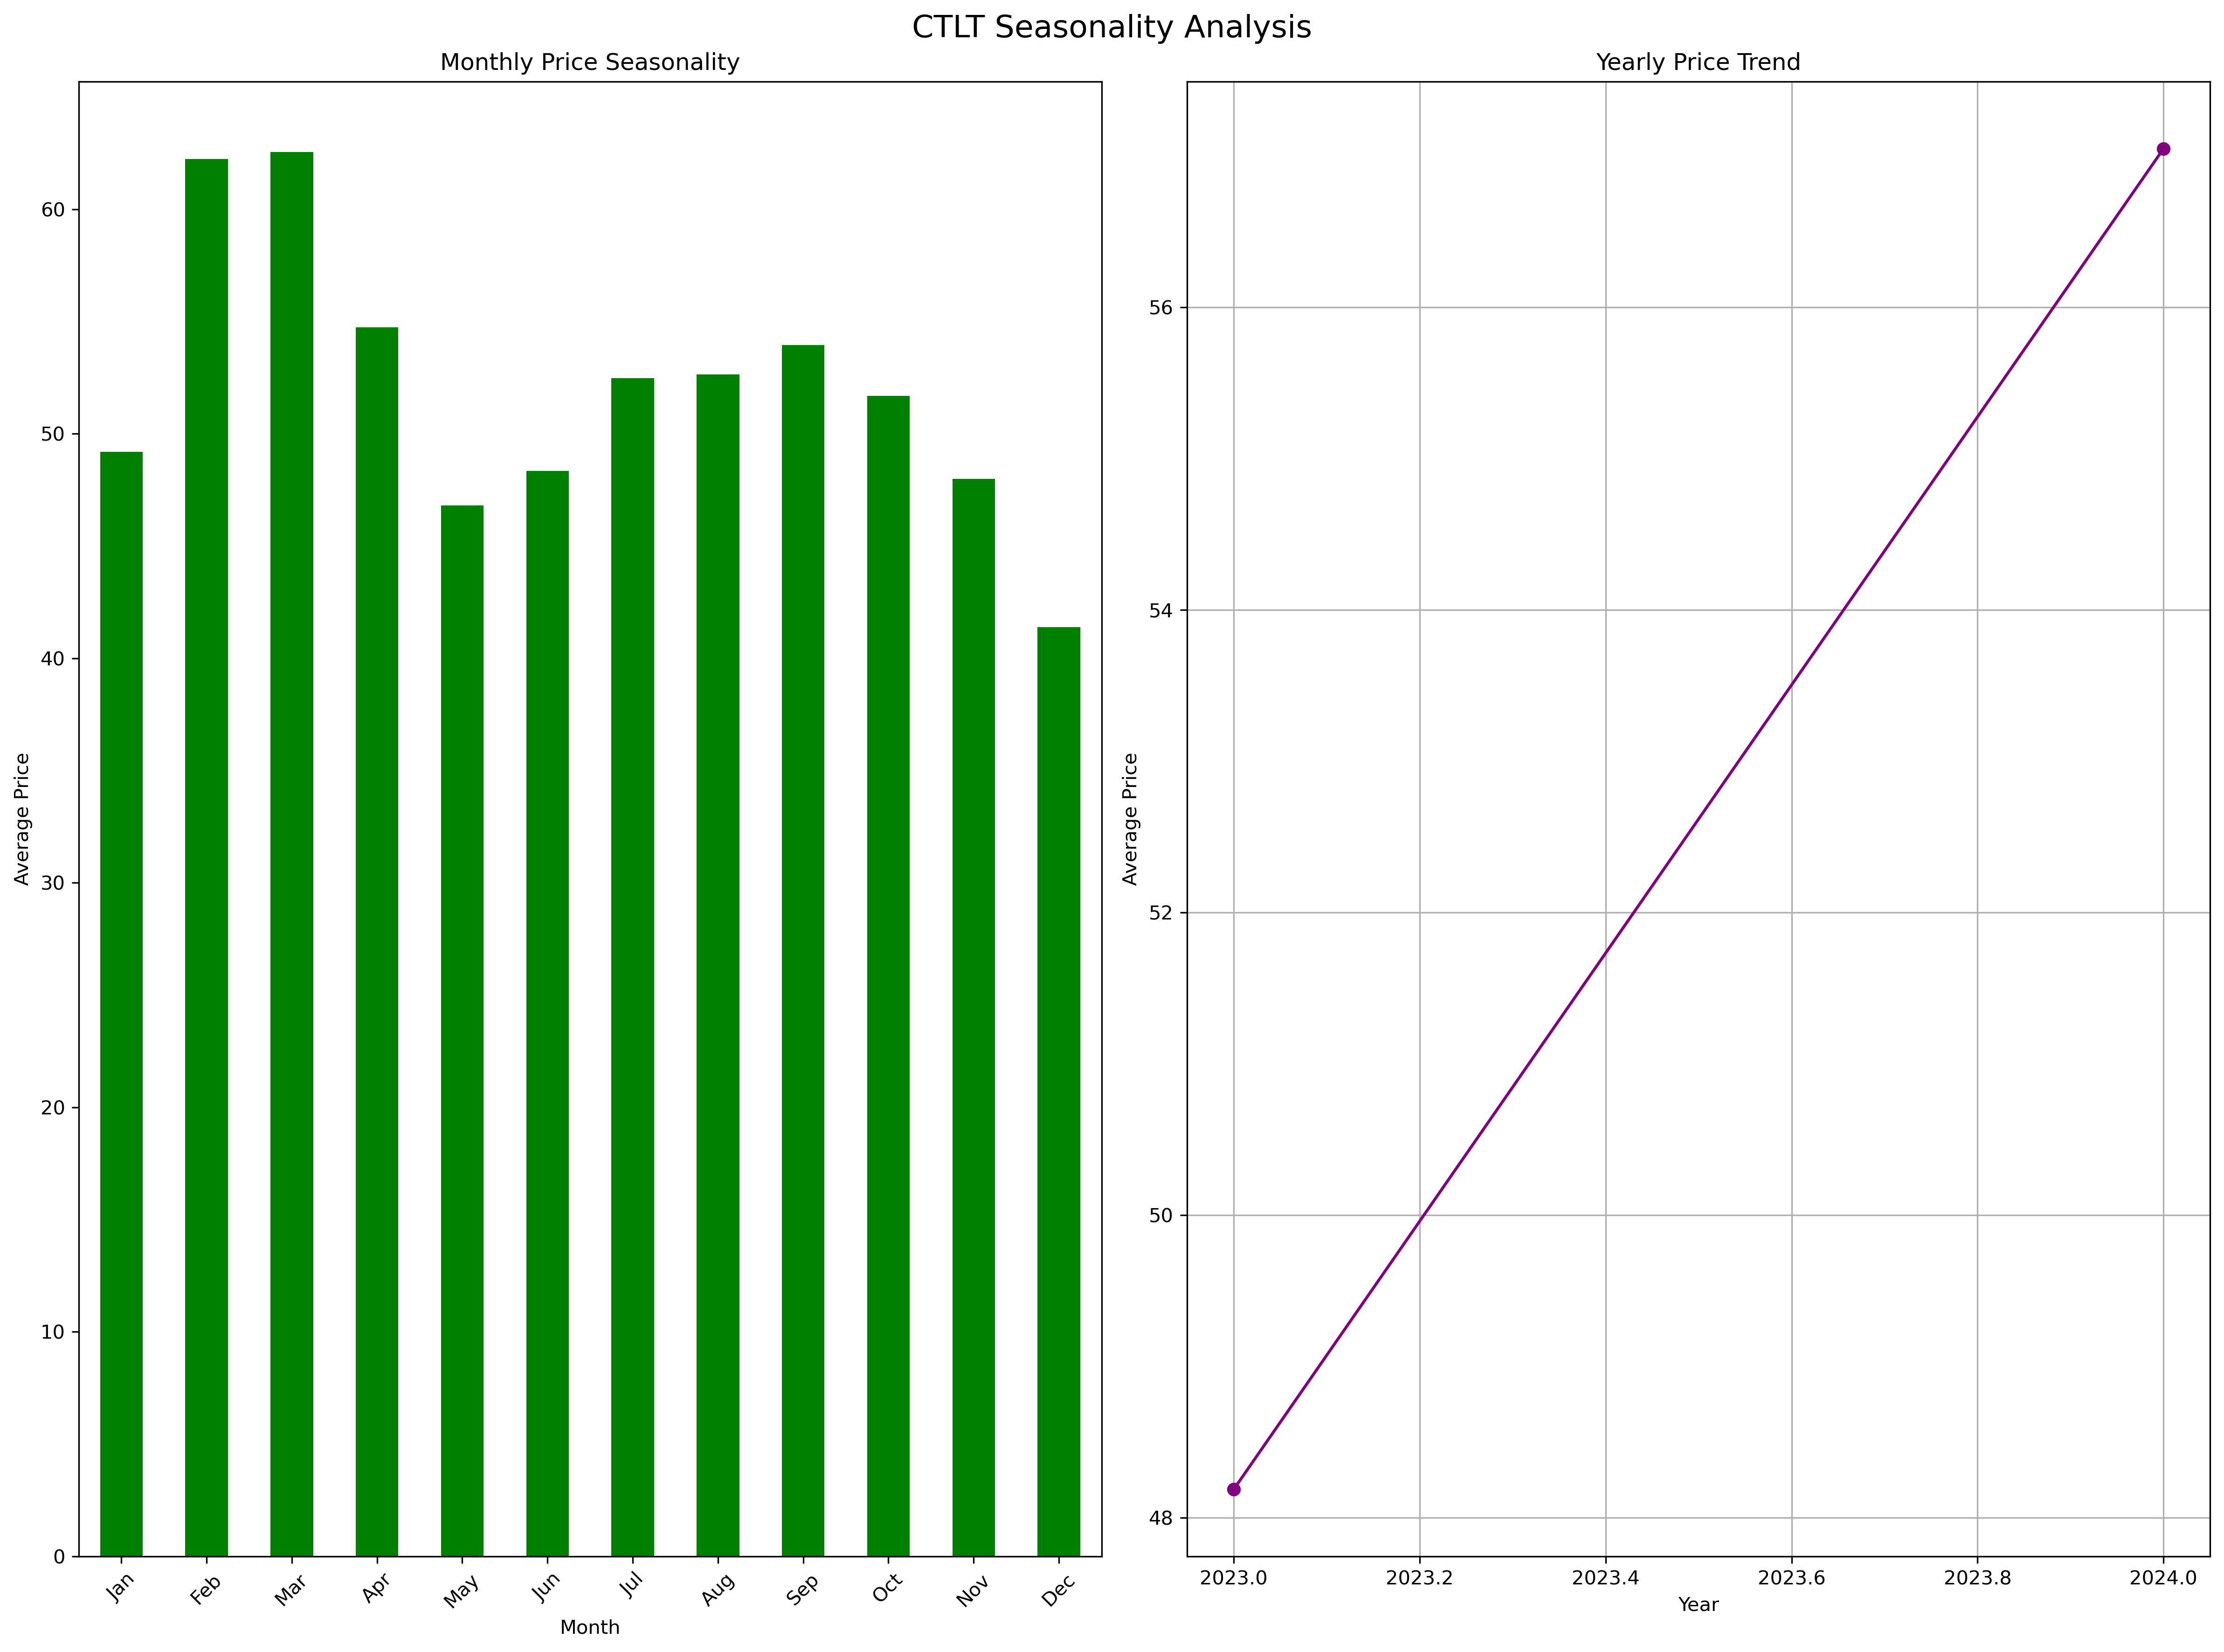 CTLT Seasonality Analysis
Monthly Price Seasonality
Average Price
60
50
40
30
20
10
0
Jan
Feb
Mar
Apr
May
Jun
Jul
Aug
Sep
Oct
Nov
Dec
Month
Yearly Price Trend
Average Price
56
54
52
50
48
2023.0
2023.2
2023.4
2023.6
2023.8
2024.0
Year